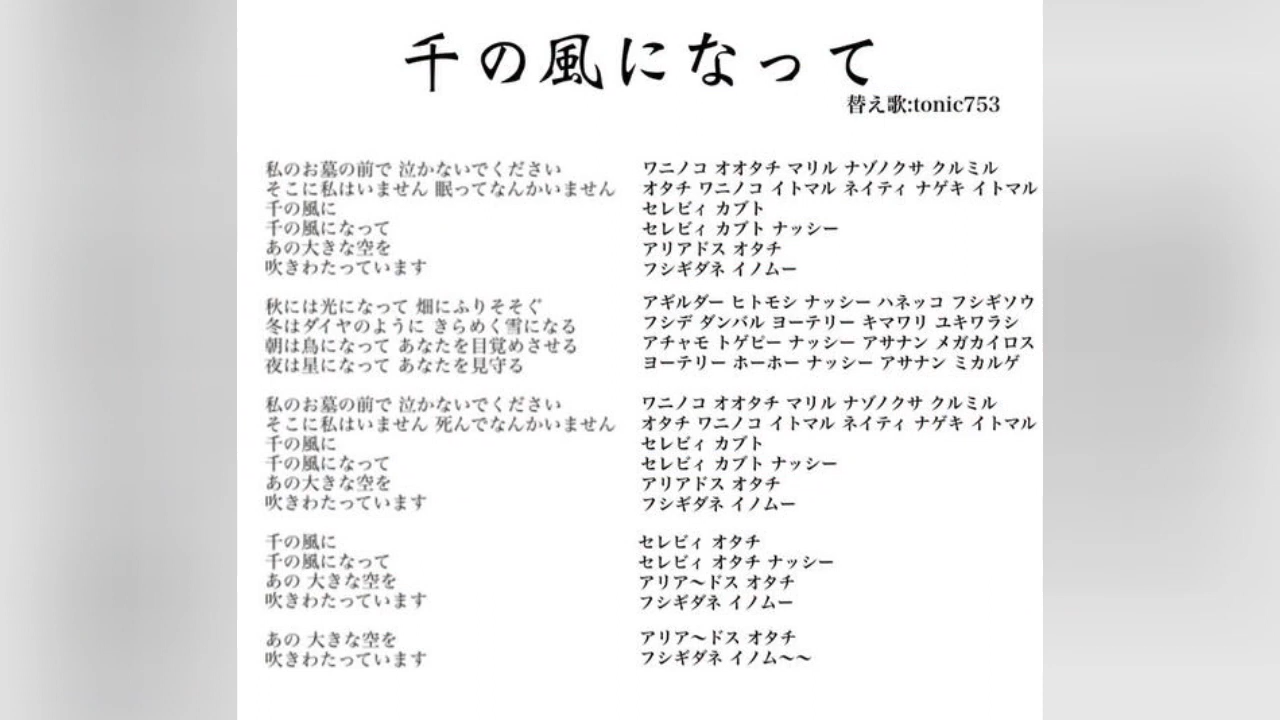 千の風になって
替え歌:tonic753
私のお墓の前で 泣かないでください
そこに私はいません 眠ってなんかいません
千の風に
千の風になって
あの大きな空を
吹きわたっています
秋には光になって 畑にふりそそぐ
冬はダイヤのように きらめく雪になる
朝は鳥になって あなたを目覚めさせる
夜は星になって あなたを見守る
私のお墓の前で 泣かないでください
そこに私はいません 死んでなんかいません
千の風に
千の風になって
あの大きな空を
吹きわたっています
千の風に
千の風になって
あの 大きな空を
吹きわたっています
あの 大きな空を
吹きわたっています
ワニノコ オオタチ マリル ナゾノクサ クルミル
オタチ ワニノコ イトマル ネイティ ナゲキ イトマル
セレビィ カブト
セレビィ カブト ナッシー
アリアドス オタチ
フシギダネ イノムー
アギルダー ヒトモシ ナッシー ハネッコ フシギソウ
フシデ ダンバル ヨーテリー キマワリ ユキワラシ
アチャモ トゲピー ナッシー アサナン メガカイロス
ヨーテリー ホーホー ナッシー アサナン ミカルゲ
ワニノコ オオタチ マリル ナゾノクサ クルミル
オタチ ワニノコ イトマル ネイティ ナゲキ イトマル
セレビィ カブト
セレビィ カブト ナッシー
アリアドス オタチ
フシギダネ イノムー
セレビィ オタチ
セレビィ オタチ ナッシー
アリア〜ドス オタチ
フシギダネ イノムー
アリア〜ドス オタチ
フシギダネ イノム〜〜